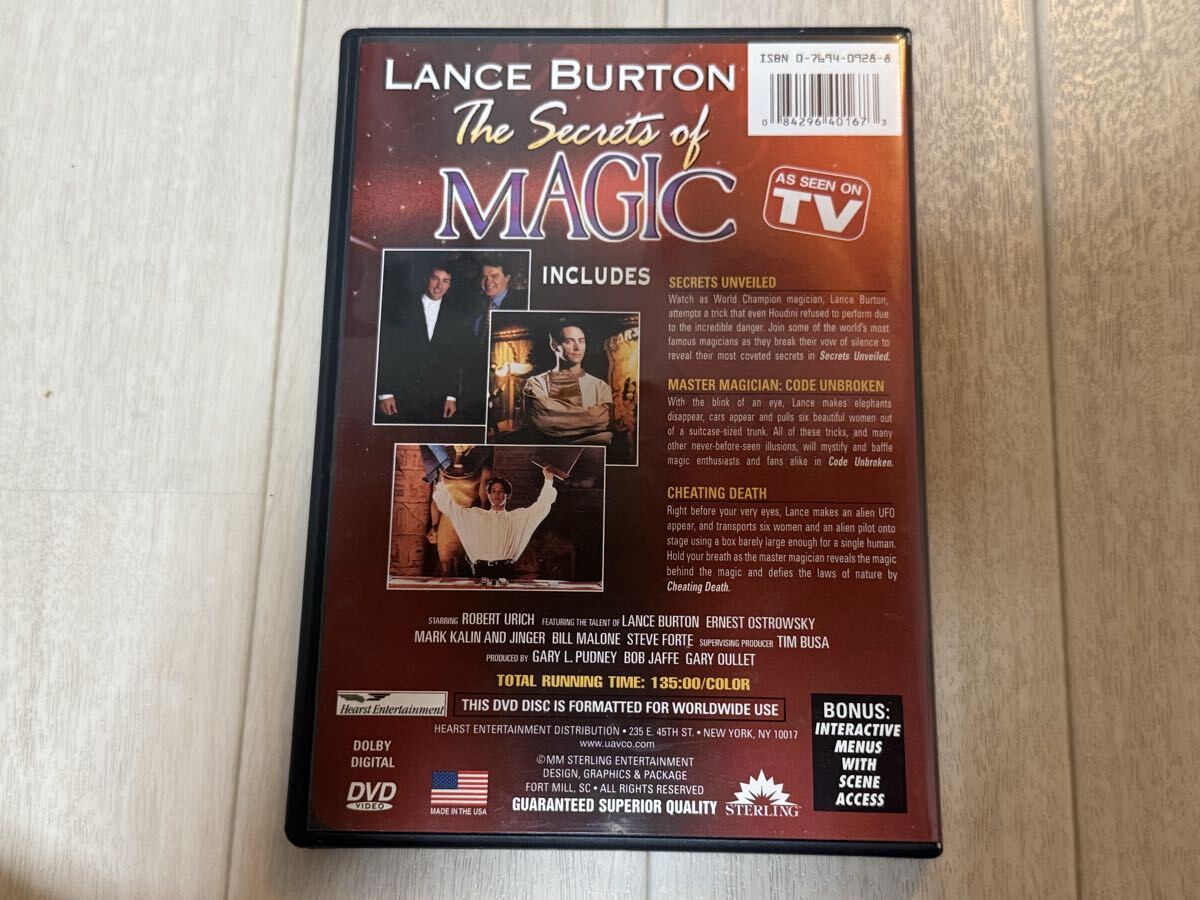 LANCE BURTON
The Secrets of
MAGIC
ISBN 0-7694-0928-8
0 84296 40167 3
AS SEEN ON
TV
INCLUDES
SECRETS UNVEILED
Watch as World Champion magician, Lance Burton,
attempts a trick that even Houdini refused to perform due
to the incredible danger. Join some of the world's most
famous magicians as they break their vow of silence to
reveal their most coveted secrets in Secrets Unveiled.
MASTER MAGICIAN: CODE UNBROKEN
With the blink of an eye, Lance makes elephants
disappear, cars appear and pulls six beautiful women out
of a suitcase-sized trunk. All of these tricks, and many
other never-before-seen illusions, will mystify and baffle
magic enthusiasts and fans alike in Code Unbroken.
CHEATING DEATH
Right before your very eyes, Lance makes an alien UFO
appear, and transports six women and an alien pilot onto
stage using a box barely large enough for a single human.
Hold your breath as the master magician reveals the magic
behind the magic and defies the laws of nature by
Cheating Death.
STARRING ROBERT URICH FEATURING THE TALENT OF LANCE BURTON ERNEST OSTROWSKY
MARK KALIN AND JINGER BILL MALONE STEVE FORTE SUPERVISING PRODUCER TIM BUSA
PRODUCED BY GARY L. PUDNEY BOB JAFFE GARY OULLET
TOTAL RUNNING TIME: 135:00/COLOR
Hearst Entertainment
THIS DVD DISC IS FORMATTED FOR WORLDWIDE USE
HEARST ENTERTAINMENT DISTRIBUTION • 235 E. 45TH ST. • NEW YORK, NY 10017
www.uavco.com
DOLBY
DIGITAL
DVD
VIDEO
MADE IN THE USA
©MM STERLING ENTERTAINMENT
DESIGN, GRAPHICS & PACKAGE
FORT MILL, SC • ALL RIGHTS RESERVED
GUARANTEED SUPERIOR QUALITY
STERLING
BONUS:
INTERACTIVE
MENUS
WITH
SCENE
ACCESS